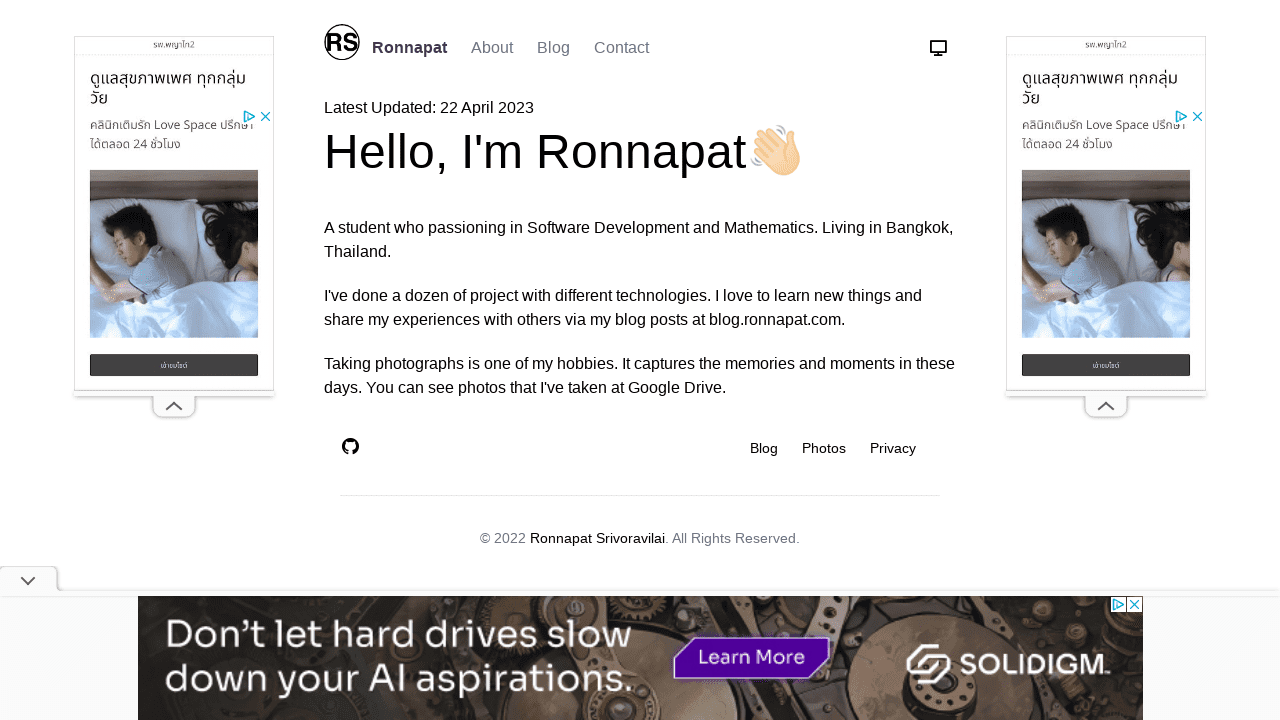 RS
Ronnapat About Blog Contact
Latest Updated: 22 April 2023
Hello, I'm Ronnapat
A student who passioning in Software Development and Mathematics. Living in Bangkok,
Thailand.
I've done a dozen of project with different technologies. I love to learn new things and
share my experiences with others via my blog posts at blog.ronnapat.com.
Taking photographs is one of my hobbies. It captures the memories and moments in these
days. You can see photos that I've taken at Google Drive.
Blog Photos Privacy
© 2022 Ronnapat Srivoravilai. All Rights Reserved.
รพ.พญาไท2
ดูแลสุขภาพเพศ ทุกกลุ่ม
วัย
คลินิกเติมรัก Love Space ปรึกษา
ได้ตลอด 24 ชั่วโมง
เข้าชมไซต์
รพ.พญาไท2
ดูแลสุขภาพเพศ ทุกกลุ่ม
วัย
คลินิกเติมรัก Love Space ปรึกษา
ได้ตลอด 24 ชั่วโมง
เข้าชมไซต์
Don't let hard drives slow
down your AI aspirations.
Learn More
SOLIDIGM